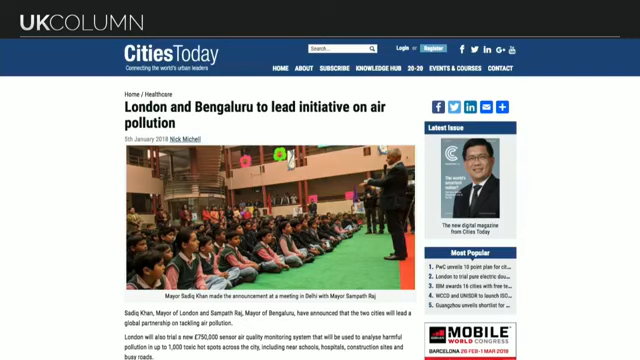 UKCOLUMN
CitiesToday
Connecting the world's urban leaders
Search...
Login or Register
HOME ABOUT SUBSCRIBE KNOWLEDGE HUB 20-20 EVENTS & COURSES CONTACT
Home / Healthcare
London and Bengaluru to lead initiative on air
pollution
5th January 2018 Nick Michell
Mayor Sadiq Khan made the announcement at a meeting in Delhi with Mayor Sampath Raj
Sadiq Khan, Mayor of London and Sampath Raj, Mayor of Bengaluru, have announced that the two cities will lead a
global partnership on tackling air pollution.
London will also trial a new £750,000 sensor air quality monitoring system that will be used to analyse harmful
pollution in up to 1,000 toxic hot spots across the city, including near schools, hospitals, construction sites and
busy roads.
Latest Issue
The new digital magazine
from Cities Today
Most Popular
1. PwC unveils 10 point plan for cit...
2. London to trial pure electric dou...
3. IBM awards 16 cities with free te...
4. WCCD and UNISDR to launch ISO...
5. Guangzhou unveils shortlist for ...
MOBILE
WORLD CONGRESS
BARCELONA 26 FEB-1 MAR 2018